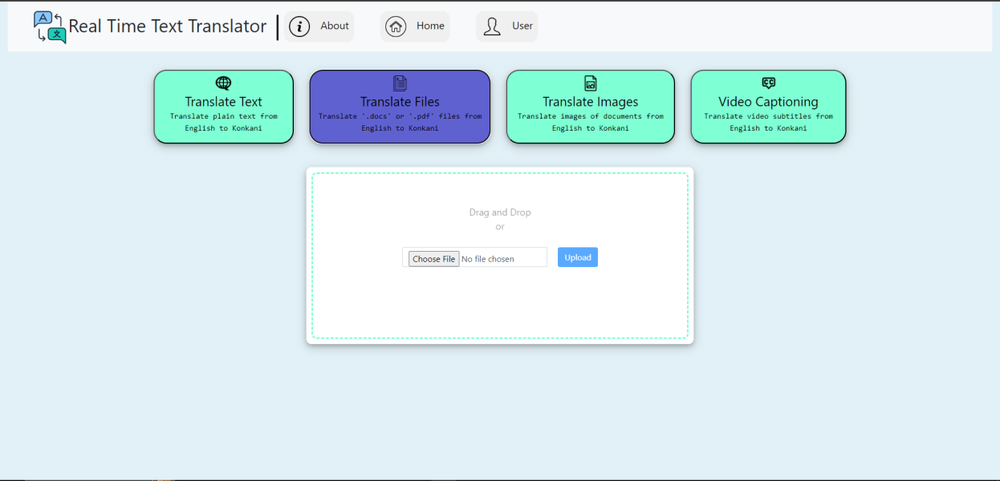 Real Time Text Translator
About
Home
User
Translate Text
Translate plain text from
English to Konkani
Translate Files
Translate '.docs' or '.pdf' files from
English to Konkani
Translate Images
Translate images of documents from
English to Konkani
Video Captioning
Translate video subtitles from
English to Konkani
Drag and Drop
or
Choose File No file chosen
Upload